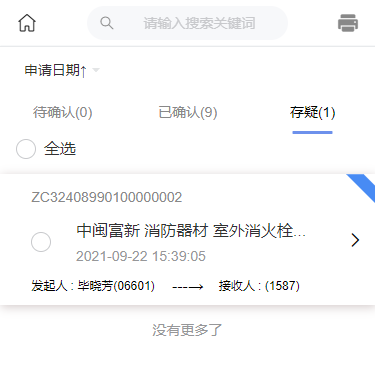 请输入搜索关键词
申请日期↑
待确认(0) 已确认(9) 存疑(1)
全选
ZC32408990100000002
中闽富新 消防器材 室外消火栓...
2021-09-22 15:39:05
发起人 : 毕晓芳(06601) ----→ 接收人 : (1587)
没有更多了